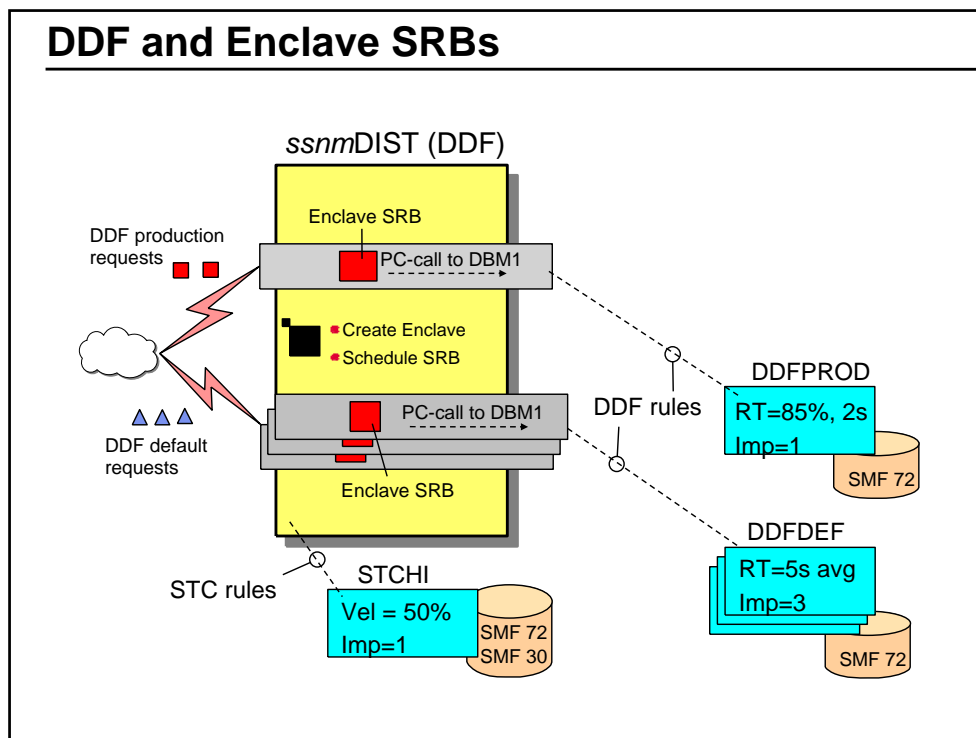 DDF and Enclave SRBs
ssnmDIST (DDF)
Enclave SRB
DDF production
requests
PC-call to DBM1
Create Enclave
Schedule SRB
DDFPROD
RT=85%, 2s
Imp=1
SMF 72
DDF rules
PC-call to DBM1
DDF default
requests
Enclave SRB
DDFDEF
RT=5s avg
Imp=3
SMF 72
STC rules
STCHI
Vel = 50%
Imp=1
SMF 72
SMF 30